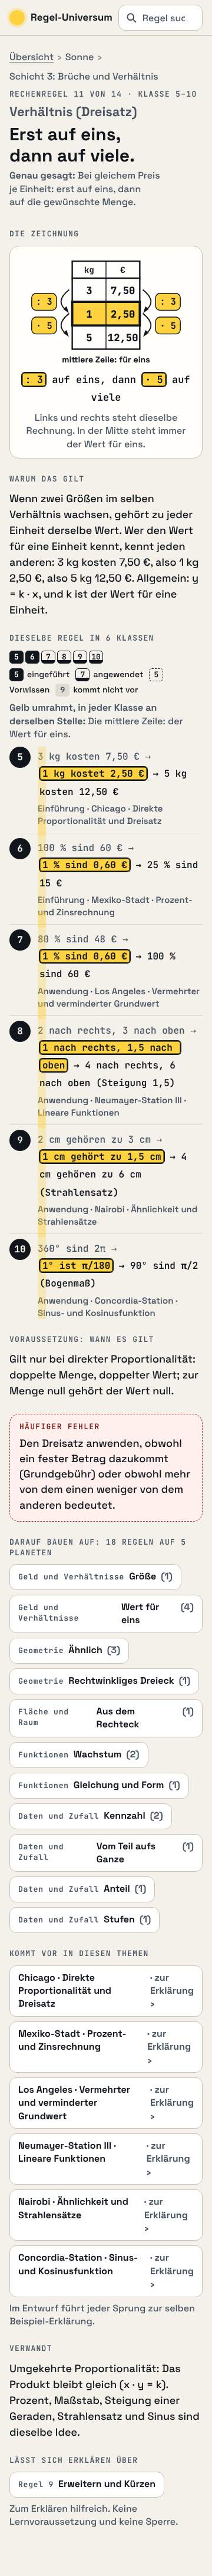 Regel-Universum
Regel suc
Übersicht > Sonne >
Schicht 3: Brüche und Verhältnis
RECHENREGEL 11 VON 14 · KLASSE 5–10
Verhältnis (Dreisatz)
Erst auf eins,
dann auf viele.
Genau gesagt: Bei gleichem Preis
je Einheit: erst auf eins, dann
auf die gewünschte Menge.
DIE ZEICHNUNG
kg €
: 3 3 7,50 : 3
1 2,50
· 5 5 12,50 · 5
mittlere Zeile: für eins
: 3 auf eins, dann · 5 auf
viele
Links und rechts steht dieselbe
Rechnung. In der Mitte steht immer
der Wert für eins.
WARUM DAS GILT
Wenn zwei Größen im selben
Verhältnis wachsen, gehört zu jeder
Einheit derselbe Wert. Wer den Wert
für eine Einheit kennt, kennt jeden
anderen: 3 kg kosten 7,50 €, also 1 kg
2,50 €, also 5 kg 12,50 €. Allgemein: y
= k · x, und k ist der Wert für eine
Einheit.
DIESELBE REGEL IN 6 KLASSEN
5 6 7 8 9 10
5 eingeführt 7 angewendet 5
Vorwissen 9 kommt nicht vor
Gelb umrahmt, in jeder Klasse an
derselben Stelle: Die mittlere Zeile: der
Wert für eins.
5 3 kg kosten 7,50 € →
1 kg kostet 2,50 € → 5 kg
kosten 12,50 €
Einführung · Chicago · Direkte
Proportionalität und Dreisatz
6 100 % sind 60 € →
1 % sind 0,60 € → 25 % sind
15 €
Einführung · Mexiko-Stadt · Prozent-
und Zinsrechnung
7 80 % sind 48 € →
1 % sind 0,60 € → 100 %
sind 60 €
Anwendung · Los Angeles · Vermehrter
und verminderter Grundwert
8 2 nach rechts, 3 nach oben →
1 nach rechts, 1,5 nach
oben → 4 nach rechts, 6
nach oben (Steigung 1,5)
Anwendung · Neumayer-Station III ·
Lineare Funktionen
9 2 cm gehören zu 3 cm →
1 cm gehört zu 1,5 cm → 4
cm gehören zu 6 cm
(Strahlensatz)
Anwendung · Nairobi · Ähnlichkeit und
Strahlensätze
10 360° sind 2π →
1° ist π/180 → 90° sind π/2
(Bogenmaß)
Anwendung · Concordia-Station ·
Sinus- und Kosinusfunktion
VORAUSSETZUNG: WANN ES GILT
Gilt nur bei direkter Proportionalität:
doppelte Menge, doppelter Wert; zur
Menge null gehört der Wert null.
HÄUFIGER FEHLER
Den Dreisatz anwenden, obwohl
ein fester Betrag dazukommt
(Grundgebühr) oder obwohl mehr
von dem einen weniger von dem
anderen bedeutet.
DARAUF BAUEN AUF: 18 REGELN AUF 5
PLANETEN
Geld und Verhältnisse Größe (1)
Geld und Verhältnisse Wert für eins (4)
Geometrie Ähnlich (3)
Geometrie Rechtwinkliges Dreieck (1)
Fläche und Raum Aus dem Rechteck (1)
Funktionen Wachstum (2)
Funktionen Gleichung und Form (1)
Daten und Zufall Kennzahl (2)
Daten und Zufall Vom Teil aufs Ganze (1)
Daten und Zufall Anteil (1)
Daten und Zufall Stufen (1)
KOMMT VOR IN DIESEN THEMEN
Chicago · Direkte Proportionalität und Dreisatz · zur Erklärung >
Mexiko-Stadt · Prozent- und Zinsrechnung · zur Erklärung >
Los Angeles · Vermehrter und verminderter Grundwert · zur Erklärung >
Neumayer-Station III · Lineare Funktionen · zur Erklärung >
Nairobi · Ähnlichkeit und Strahlensätze · zur Erklärung >
Concordia-Station · Sinus- und Kosinusfunktion · zur Erklärung >
Im Entwurf führt jeder Sprung zur selben
Beispiel-Erklärung.
VERWANDT
Umgekehrte Proportionalität: Das
Produkt bleibt gleich (x · y = k).
Prozent, Maßstab, Steigung einer
Geraden, Strahlensatz und Sinus sind
dieselbe Idee.
LÄSST SICH ERKLÄREN ÜBER
Regel 9 Erweitern und Kürzen
Zum Erklären hilfreich. Keine
Lernvoraussetzung und keine Sperre.